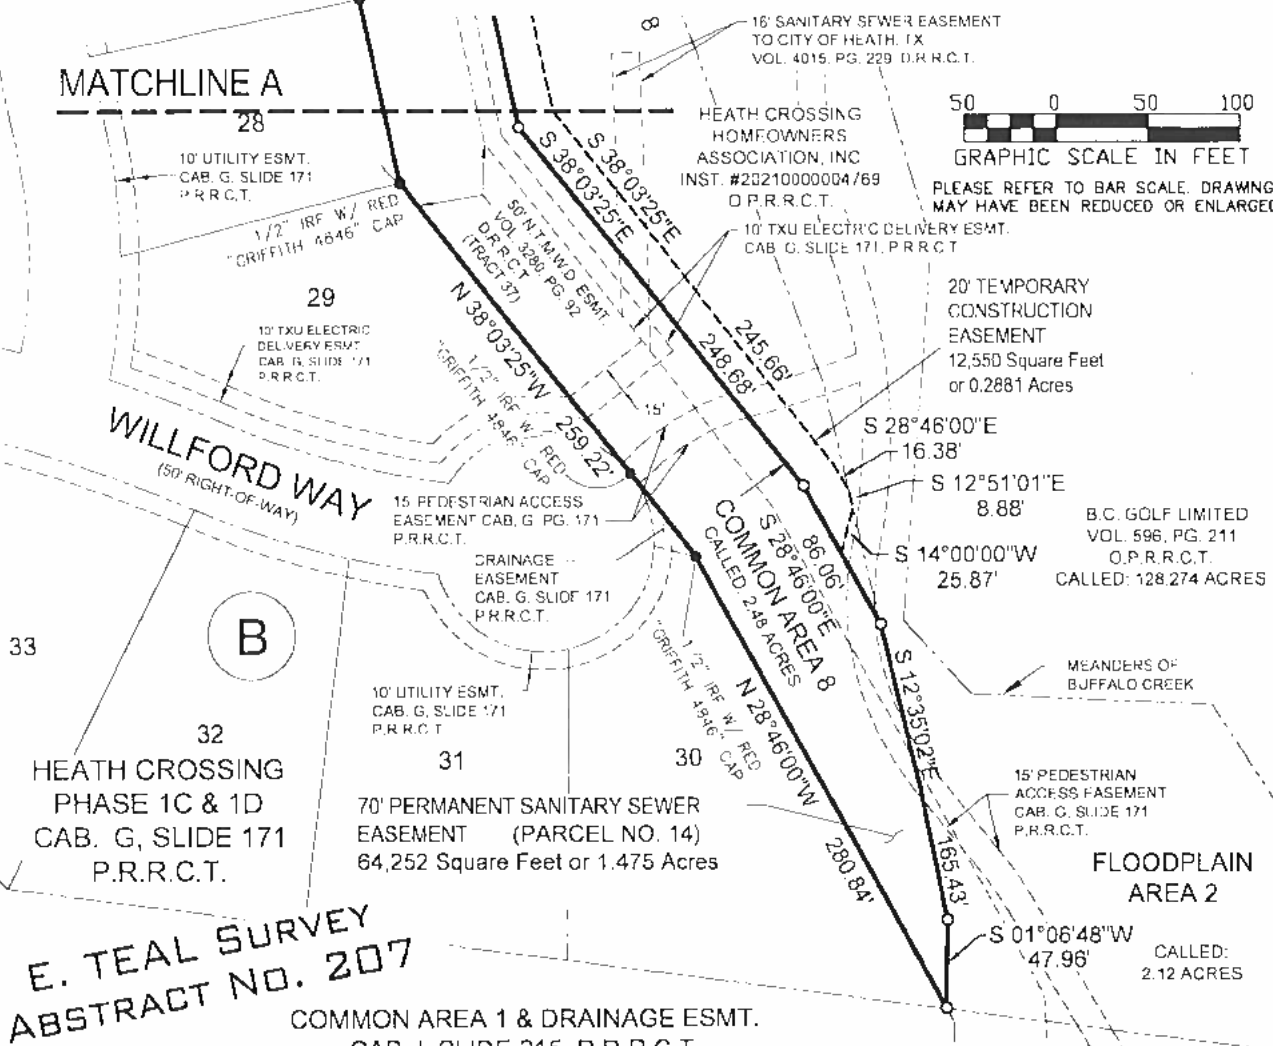 16' SANITARY SEWER EASEMENT
TO CITY OF HEATH, TX
VOL. 4015, PG. 229 D.R.R.C.T.
8
MATCHLINE A
28
10' UTILITY ESMT.
CAB. G, SLIDE 171
P.R.R.C.T.
HEATH CROSSING
HOMEOWNERS
ASSOCIATION, INC
INST. #20210000004769
O.P.R.R.C.T.
50 0 50 100
GRAPHIC SCALE IN FEET
PLEASE REFER TO BAR SCALE. DRAWING
MAY HAVE BEEN REDUCED OR ENLARGED
1/2" IRF W/ RED
"GRIFFITH 4646" CAP
50' N.T.M.W.D. ESMT.
VOL. 3280, PG. 92
D.R.R.C.T.
(TRACT 37)
S 38°03'25"E
S 38°03'25"E
10' TXU ELECTRIC DELIVERY ESMT.
CAB. G, SLIDE 171, P.R.R.C.T
29
10' TXU ELECTRIC
DELIVERY ESMT
CAB. G, SLIDE 171
P.R.R.C.T.
N 38°03'25"W
259.22'
1/2" IRF W/ RED
"GRIFFITH 4846" CAP
248.68'
245.66'
20' TEMPORARY
CONSTRUCTION
EASEMENT
12,550 Square Feet
or 0.2881 Acres
15'
S 28°46'00"E
16.38'
S 12°51'01"E
8.88'
S 14°00'00"W
25.87'
B.C. GOLF LIMITED
VOL. 596, PG. 211
O.P.R.R.C.T.
CALLED: 128.274 ACRES
WILLFORD WAY
(50' RIGHT-OF-WAY)
15 PEDESTRIAN ACCESS
EASEMENT CAB, G PG. 171
P.R.R.C.T.
DRAINAGE
EASEMENT
CAB. G, SLIDE 171
P.R.R.C.T.
86.06'
S 28°46'00"E
COMMON AREA 8
CALLED: 2.48 ACRES
33
B
1/2" IRF W/ RED
"GRIFFITH 4846" CAP
N 28°46'00"W
280.84'
S 12°35'02"E
165.43'
MEANDERS OF
BUFFALO CREEK
10' UTILITY ESMT.
CAB. G, SLIDE 171
P.R.R.C.T
32
31
30
HEATH CROSSING
PHASE 1C & 1D
CAB. G, SLIDE 171
P.R.R.C.T.
70' PERMANENT SANITARY SEWER
EASEMENT (PARCEL NO. 14)
64,252 Square Feet or 1.475 Acres
15' PEDESTRIAN
ACCESS EASEMENT
CAB. G, SLIDE 171
P.R.R.C.T.
FLOODPLAIN
AREA 2
CALLED:
2.12 ACRES
S 01°06'48"W
47.96'
E. TEAL SURVEY
ABSTRACT NO. 207
COMMON AREA 1 & DRAINAGE ESMT.
CAB. J, SLIDE 215, P.R.R.C.T.